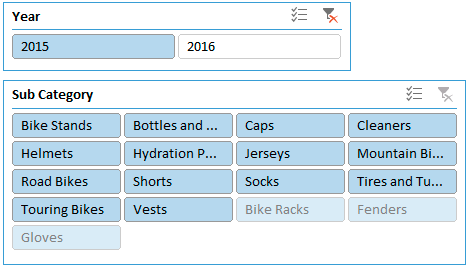 Year
2015 2016
Sub Category
Bike Stands Bottles and ... Caps Cleaners
Helmets Hydration P... Jerseys Mountain Bi...
Road Bikes Shorts Socks Tires and Tu...
Touring Bikes Vests Bike Racks Fenders
Gloves